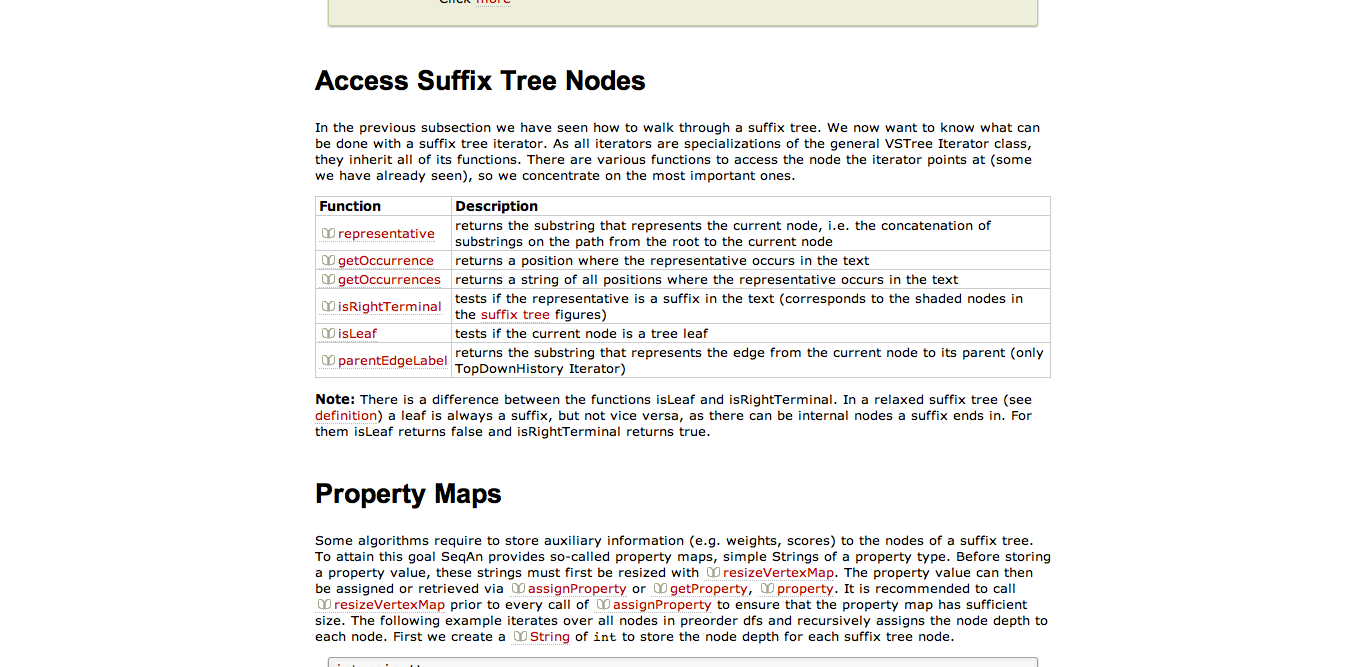 Click more
Access Suffix Tree Nodes
In the previous subsection we have seen how to walk through a suffix tree. We now want to know what can
be done with a suffix tree iterator. As all iterators are specializations of the general VSTree Iterator class,
they inherit all of its functions. There are various functions to access the node the iterator points at (some
we have already seen), so we concentrate on the most important ones.
Function Description
representative returns the substring that represents the current node, i.e. the concatenation of
substrings on the path from the root to the current node
getOccurrence returns a position where the representative occurs in the text
getOccurrences returns a string of all positions where the representative occurs in the text
isRightTerminal tests if the representative is a suffix in the text (corresponds to the shaded nodes in
the suffix tree figures)
isLeaf tests if the current node is a tree leaf
parentEdgeLabel returns the substring that represents the edge from the current node to its parent (only
TopDownHistory Iterator)
Note: There is a difference between the functions isLeaf and isRightTerminal. In a relaxed suffix tree (see
definition) a leaf is always a suffix, but not vice versa, as there can be internal nodes a suffix ends in. For
them isLeaf returns false and isRightTerminal returns true.
Property Maps
Some algorithms require to store auxiliary information (e.g. weights, scores) to the nodes of a suffix tree.
To attain this goal SeqAn provides so-called property maps, simple Strings of a property type. Before storing
a property value, these strings must first be resized with resizeVertexMap. The property value can then
be assigned or retrieved via assignProperty or getProperty, property. It is recommended to call
resizeVertexMap prior to every call of assignProperty to ensure that the property map has sufficient
size. The following example iterates over all nodes in preorder dfs and recursively assigns the node depth to
each node. First we create a String of int to store the node depth for each suffix tree node.